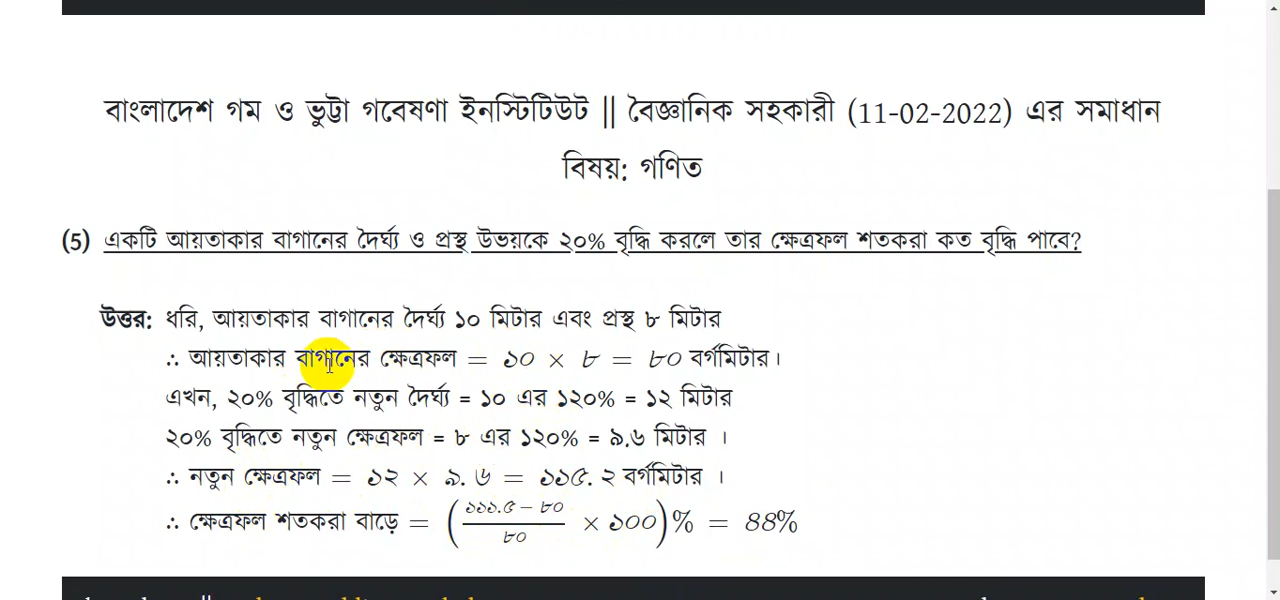 বাংলাদেশ গম ও ভুট্টা গবেষণা ইনস্টিটিউট || বৈজ্ঞানিক সহকারী (11-02-2022) এর সমাধান
বিষয়: গণিত
(5) একটি আয়তাকার বাগানের দৈর্ঘ্য ও প্রস্থ উভয়কে ২০% বৃদ্ধি করলে তার ক্ষেত্রফল শতকরা কত বৃদ্ধি পাবে?
উত্তর: ধরি, আয়তাকার বাগানের দৈর্ঘ্য ১০ মিটার এবং প্রস্থ ৮ মিটার
∴ আয়তাকার বাগানের ক্ষেত্রফল = ১০ × ৮ = ৮০ বর্গমিটার।
এখন, ২০% বৃদ্ধিতে নতুন দৈর্ঘ্য = ১০ এর ১২০% = ১২ মিটার
২০% বৃদ্ধিতে নতুন ক্ষেত্রফল = ৮ এর ১২০% = ৯.৬ মিটার ।
∴ নতুন ক্ষেত্রফল = ১২ × ৯. ৬ = ১১৫. ২ বর্গমিটার ।
∴ ক্ষেত্রফল শতকরা বাড়ে = (১১১.৫ − ৮০ / ৮০ × ১০০)% = ৪৪%